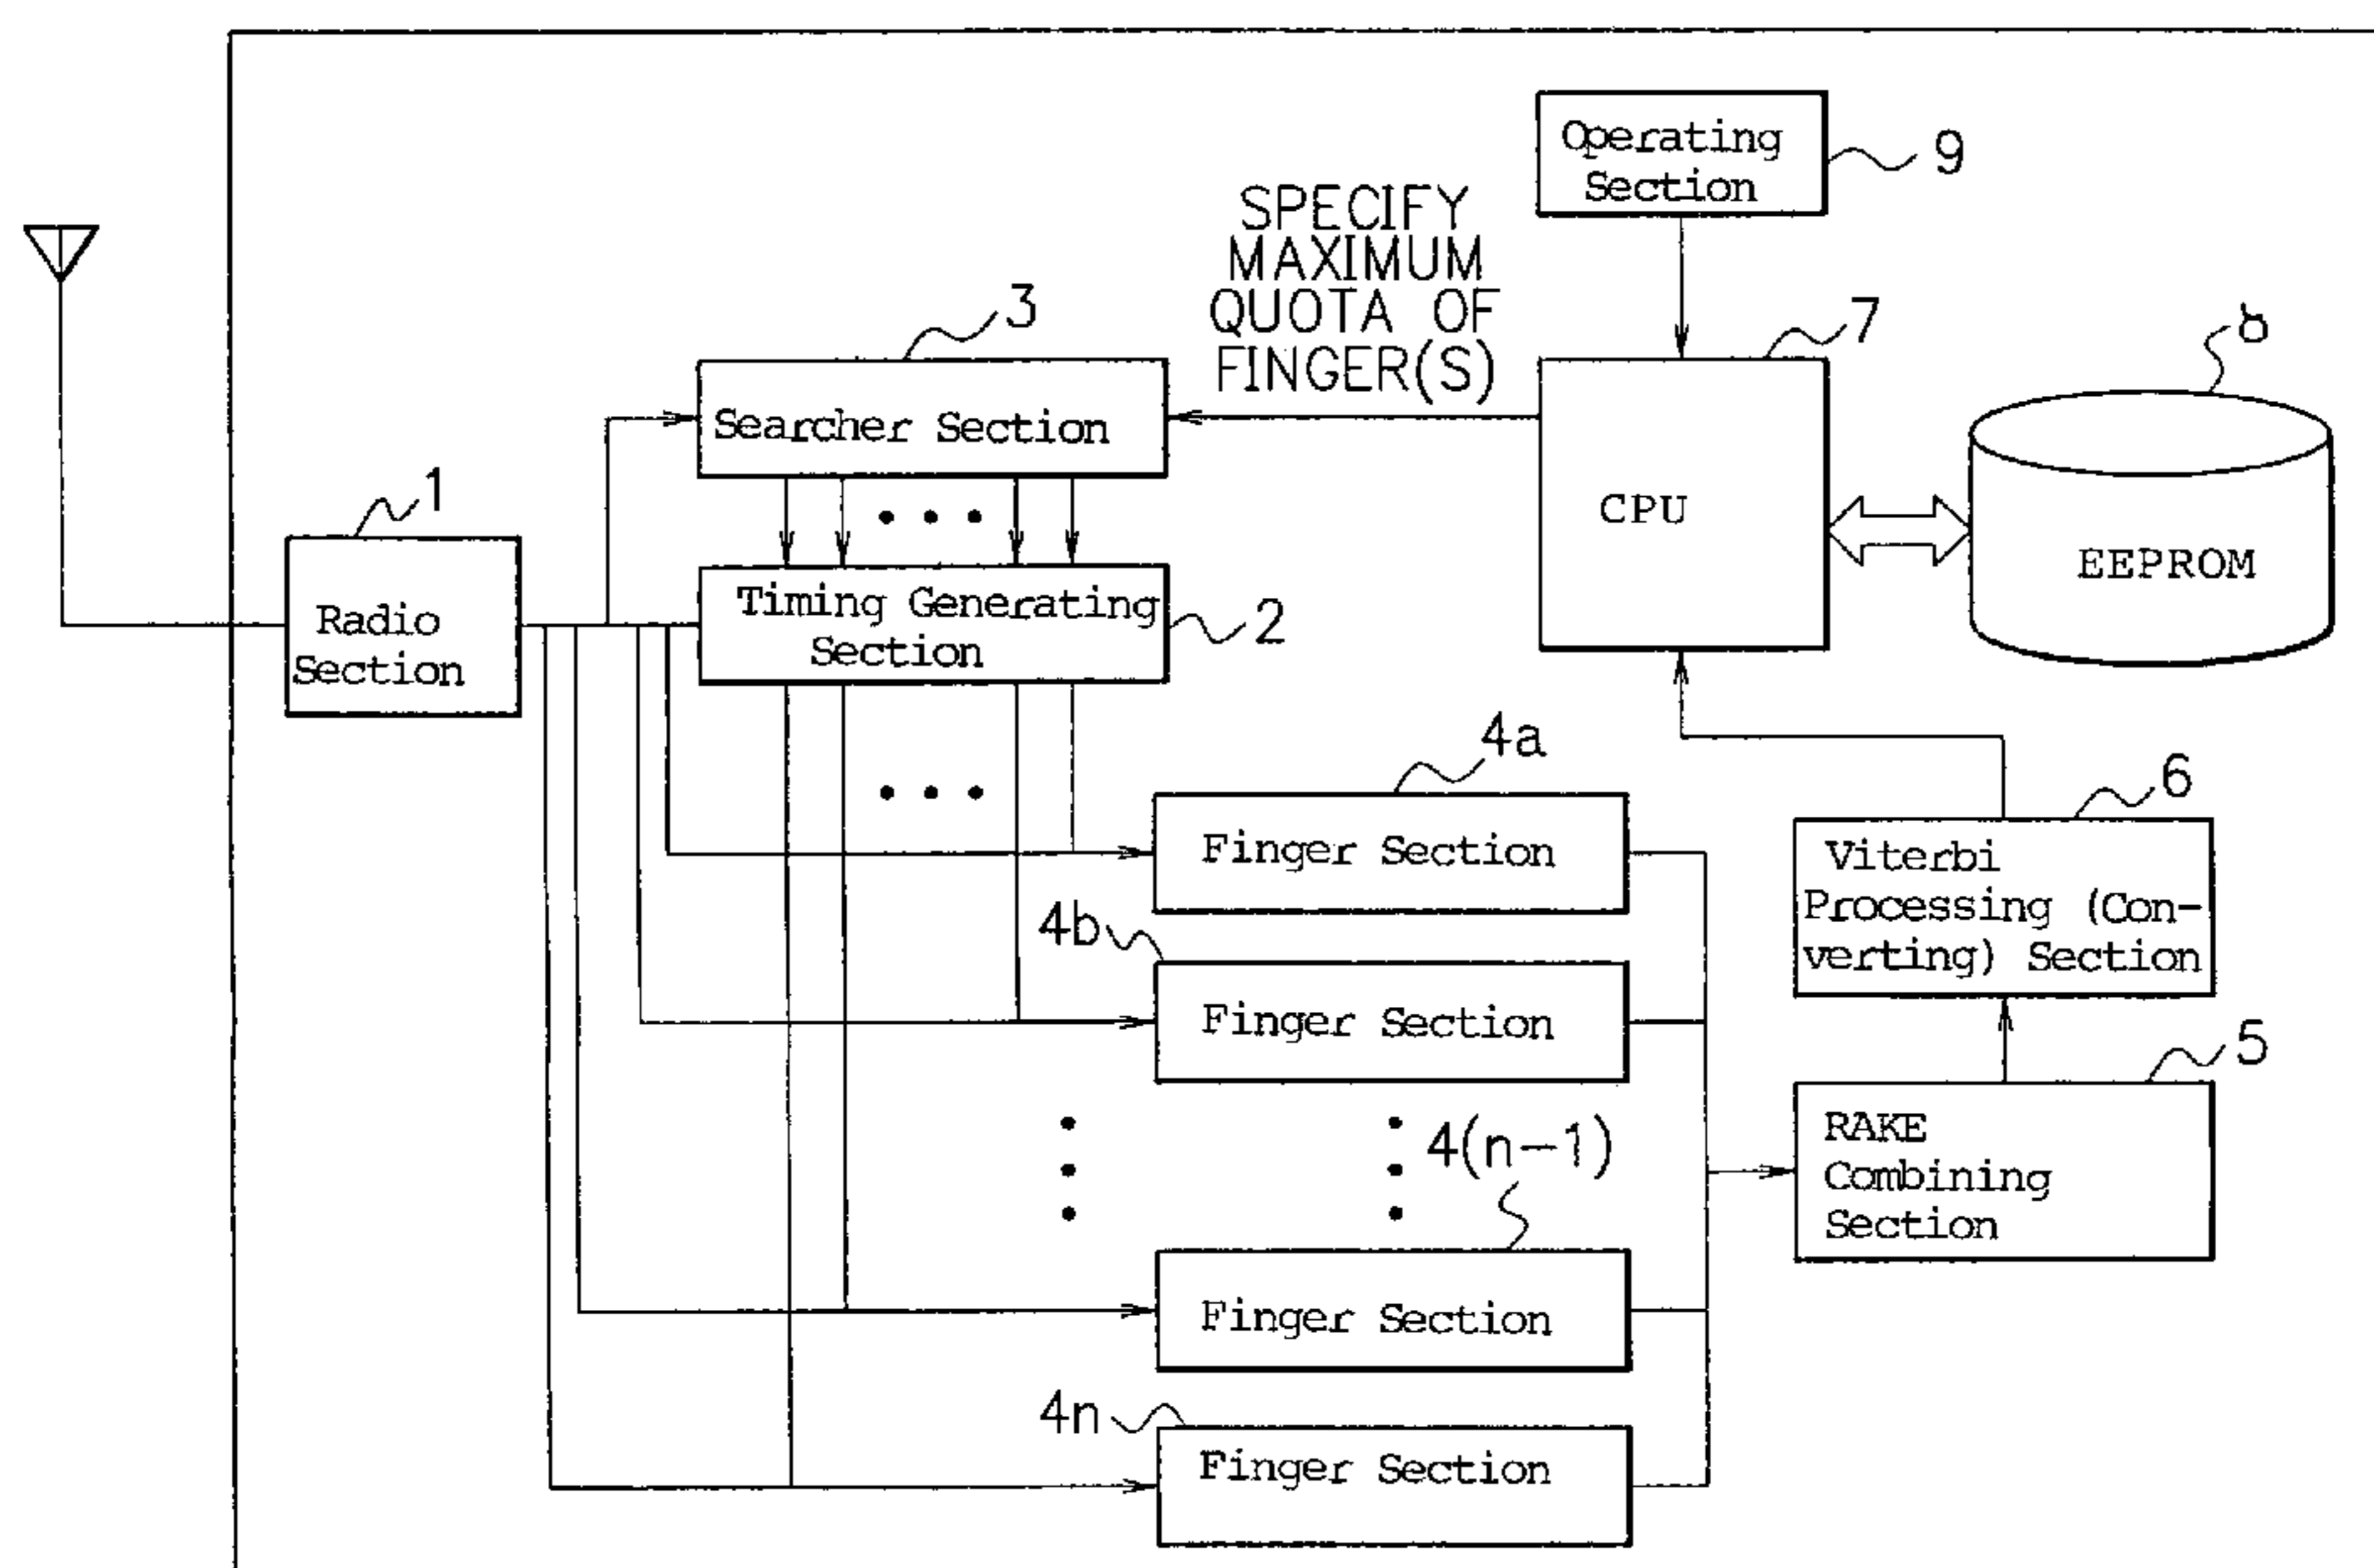 Operating
Section
9
SPECIFY
MAXIMUM
QUOTA OF
FINGER(S)
3
7
8
Searcher Section
1
CPU
EEPROM
Radio
Section
Timing Generating
Section
2
4a
6
Finger Section
Viterbi
Processing (Con-
verting) Section
4b
Finger Section
5
4(n-1)
RAKE
Combining
Section
Finger Section
4n
Finger Section